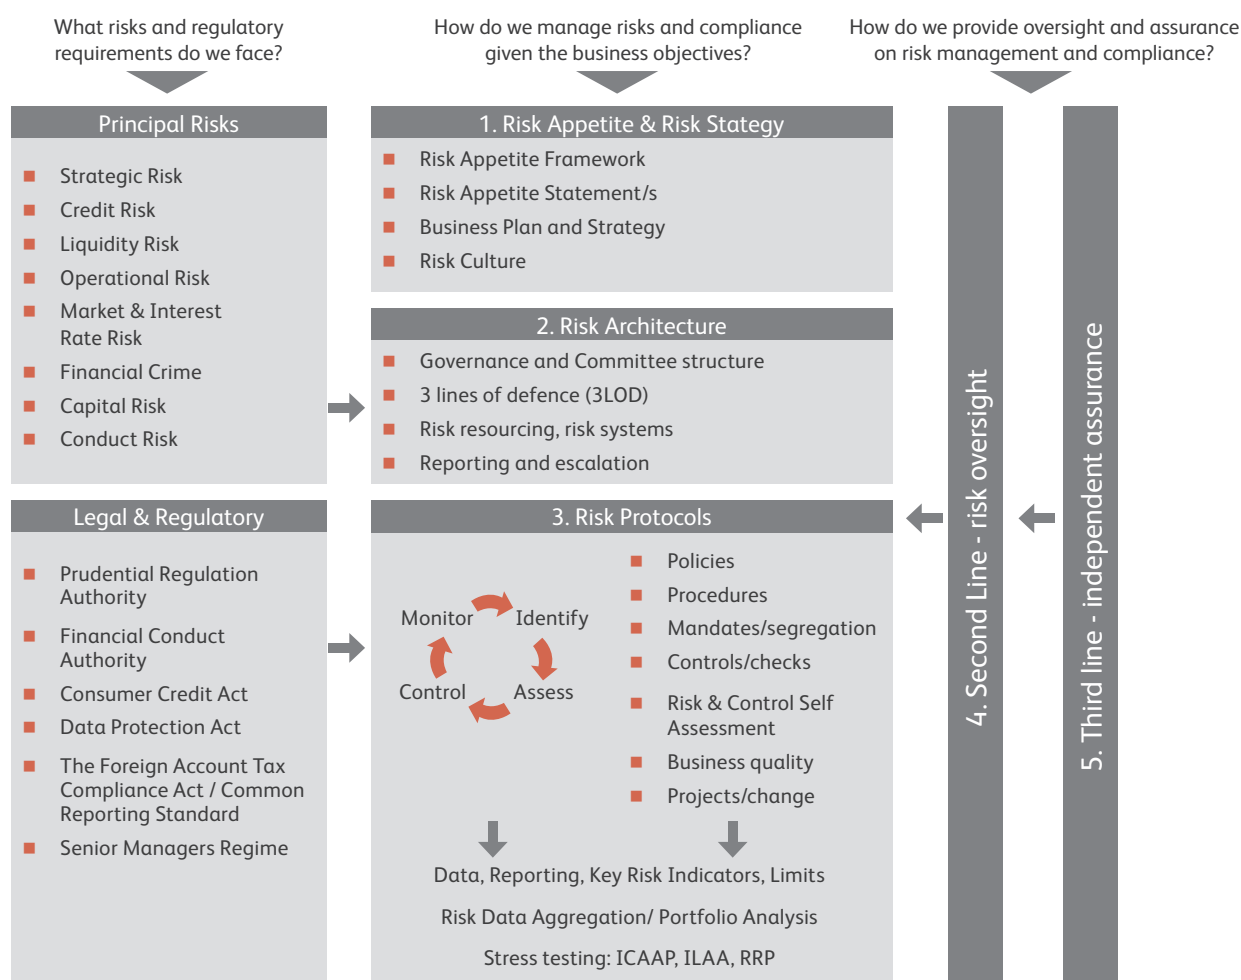 What risks and regulatory
requirements do we face?
How do we manage risks and compliance
given the business objectives?
How do we provide oversight and assurance
on risk management and compliance?
Principal Risks
Strategic Risk
Credit Risk
Liquidity Risk
Operational Risk
Market & Interest
Rate Risk
Financial Crime
Capital Risk
Conduct Risk
Legal & Regulatory
Prudential Regulation
Authority
Financial Conduct
Authority
Consumer Credit Act
Data Protection Act
The Foreign Account Tax
Compliance Act / Common
Reporting Standard
Senior Managers Regime
1. Risk Appetite & Risk Stategy
Risk Appetite Framework
Risk Appetite Statement/s
Business Plan and Strategy
Risk Culture
2. Risk Architecture
Governance and Committee structure
3 lines of defence (3LOD)
Risk resourcing, risk systems
Reporting and escalation
3. Risk Protocols
Monitor
Identify
Control
Assess
Policies
Procedures
Mandates/segregation
Controls/checks
Risk & Control Self
Assessment
Business quality
Projects/change
Data, Reporting, Key Risk Indicators, Limits
Risk Data Aggregation/ Portfolio Analysis
Stress testing: ICAAP, ILAA, RRP
4. Second Line - risk oversight
5. Third line - independent assurance